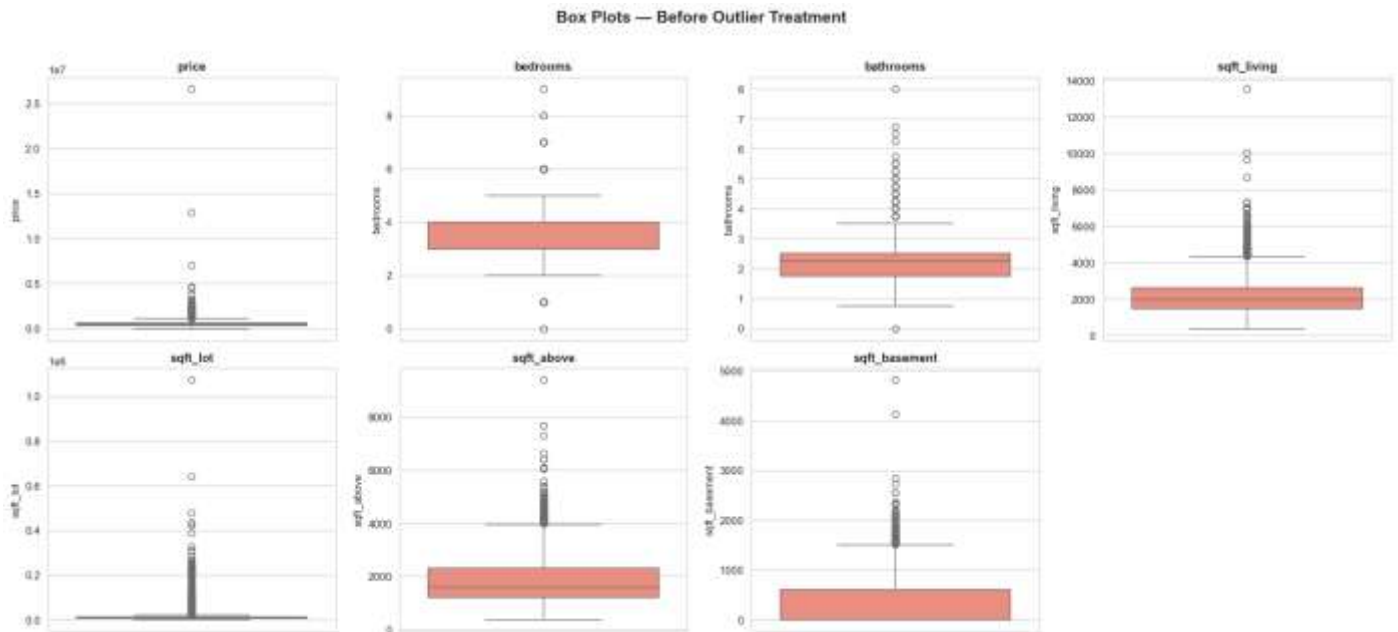 Box Plots — Before Outlier Treatment
price
bedrooms
bathrooms
sqft_living
1e7
2.5
2.0
1.5
1.0
0.5
0.0
price
8
6
4
2
0
bedrooms
8
7
6
5
4
3
2
1
0
bathrooms
14000
12000
10000
8000
6000
4000
2000
0
sqft_living
sqft_lot
sqft_above
sqft_basement
1e6
1.0
0.8
0.6
0.4
0.2
0.0
sqft_lot
8000
6000
4000
2000
0
sqft_above
5000
4000
3000
2000
1000
0
sqft_basement